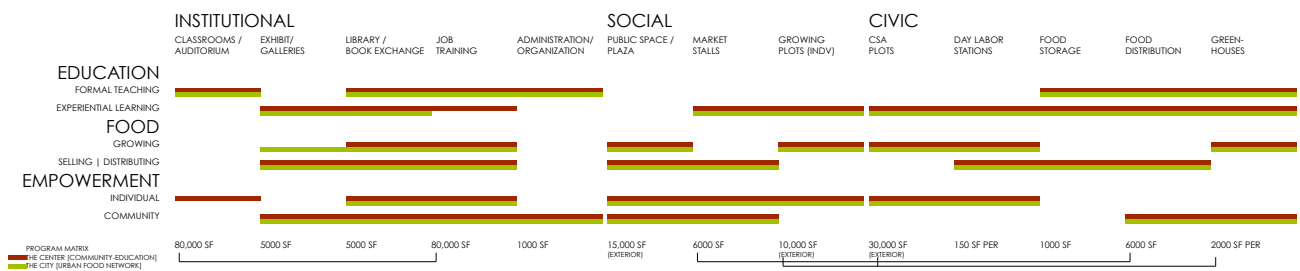 INSTITUTIONAL SOCIAL CIVIC
CLASSROOMS / EXHIBIT/ LIBRARY / JOB ADMINISTRATION/ PUBLIC SPACE / MARKET GROWING CSA DAY LABOR FOOD FOOD GREEN-
AUDITORIUM GALLERIES BOOK EXCHANGE TRAINING ORGANIZATION PLAZA STALLS PLOTS (INDV) PLOTS STATIONS STORAGE DISTRIBUTION HOUSES
EDUCATION
FORMAL TEACHING
EXPERIENTIAL LEARNING
FOOD
GROWING
SELLING | DISTRIBUTING
EMPOWERMENT
INDIVIDUAL
COMMUNITY
80,000 SF 5000 SF 5000 SF 80,000 SF 1000 SF 15,000 SF 6000 SF 10,000 SF 30,000 SF 150 SF PER 1000 SF 6000 SF 2000 SF PER
(EXTERIOR) (EXTERIOR) (EXTERIOR)
PROGRAM MATRIX
THE CENTER [COMMUNITY-EDUCATION]
THE CITY [URBAN FOOD NETWORK]